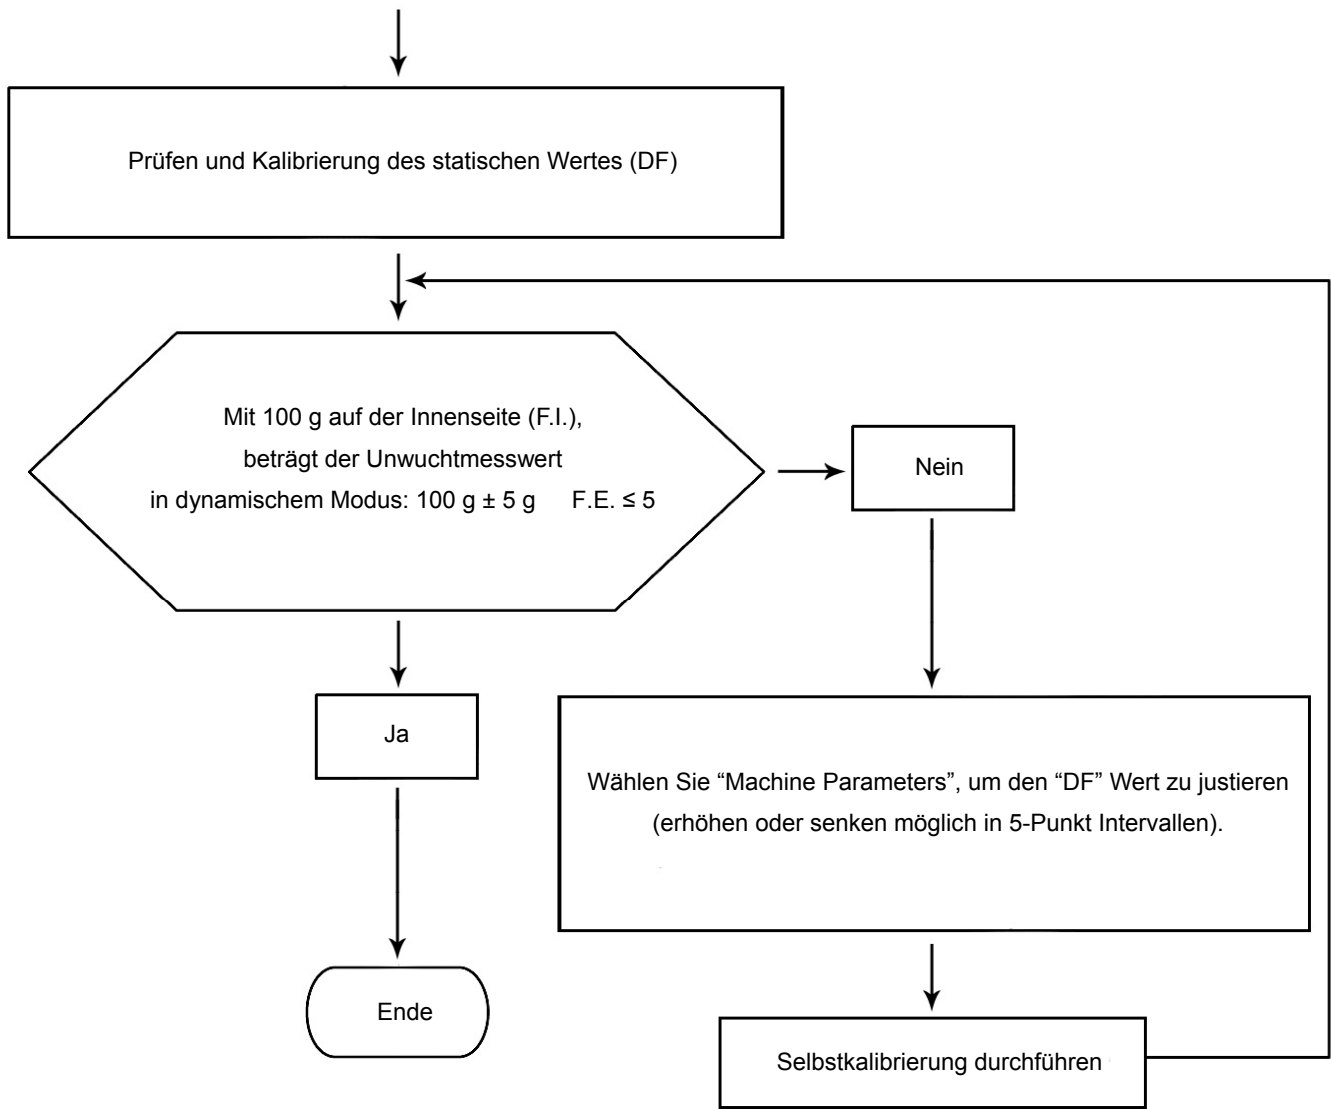 Prüfen und Kalibrierung des statischen Wertes (DF)
Mit 100 g auf der Innenseite (F.I.),
beträgt der Unwuchtmesswert
in dynamischem Modus: 100 g ± 5 g F.E. ≤ 5
Nein
Ja
Wählen Sie “Machine Parameters”, um den “DF” Wert zu justieren
(erhöhen oder senken möglich in 5-Punkt Intervallen).
Ende
Selbstkalibrierung durchführen